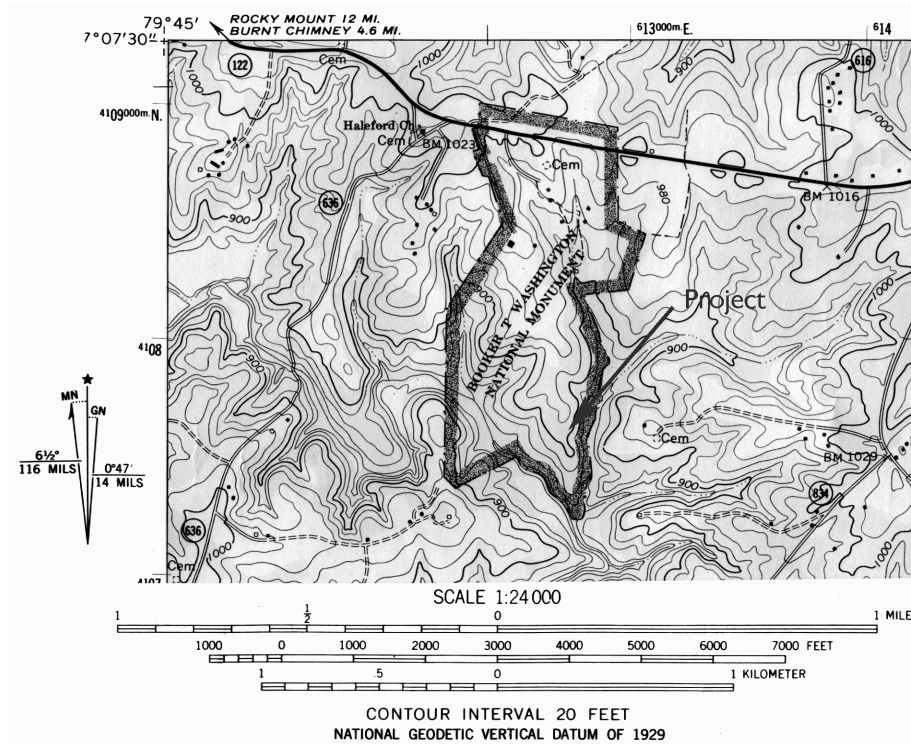 79°45'
ROCKY MOUNT 12 MI.
BURNT CHIMNEY 4.6 MI.
613000m.E.
614
7°07'30"
1000
122
Cem
1000
900
616
4109000m.N.
Haleford Ch
Cem
BM 1023
Cem
980
BM 1016
636
900
BOOKER T WASHINGTON
NATIONAL MONUMENT
900
Project
1000
4108
900
900
MN
GN
6½°
116 MILS
0°47'
14 MILS
Cem
BM 1029
900
900
834
636
1000
1000
Cem
4107
SCALE 1:24 000
1 ½ 0 1 MILE
1000 0 1000 2000 3000 4000 5000 6000 7000 FEET
1 .5 0 1 KILOMETER
CONTOUR INTERVAL 20 FEET
NATIONAL GEODETIC VERTICAL DATUM OF 1929